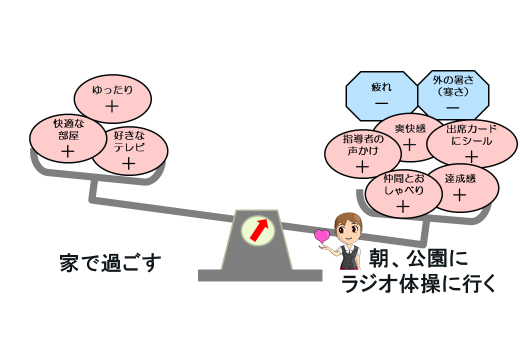 ゆったり
＋
快適な
部屋
＋
好きな
テレビ
＋
疲れ
－
外の暑さ
（寒さ）
－
爽快感
＋
出席カード
にシール
＋
指導者の
声かけ
＋
仲間とお
しゃべり
＋
達成感
＋
家で過ごす
朝、公園に
ラジオ体操に行く